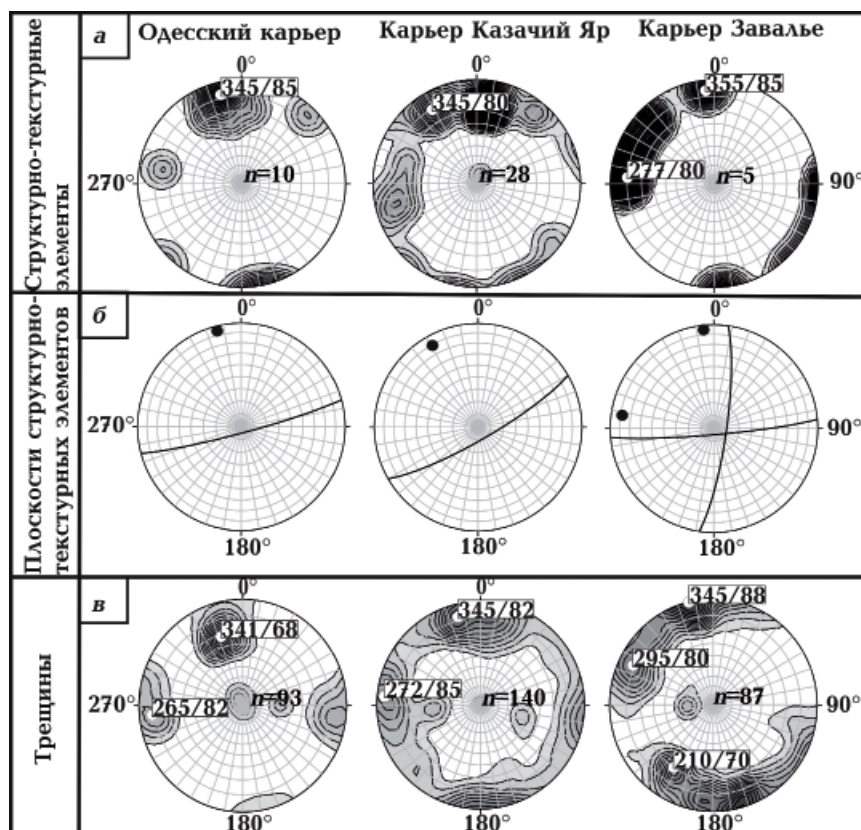 а
Одесский карьер
Карьер Казачий Яр
Карьер Завалье
Структурно-текстурные
элементы
0°
0°
0°
345/85
345/80
355/85
270°
277/80
90°
n=10
n=28
n=5
Плоскости структурно-
текстурных элементов
б
0°
0°
0°
270°
90°
180°
180°
180°
Трещины
в
0°
0°
341/68
345/82
345/88
295/80
270°
265/82
n=93
272/85
n=140
n=87
90°
210/70
180°
180°
180°